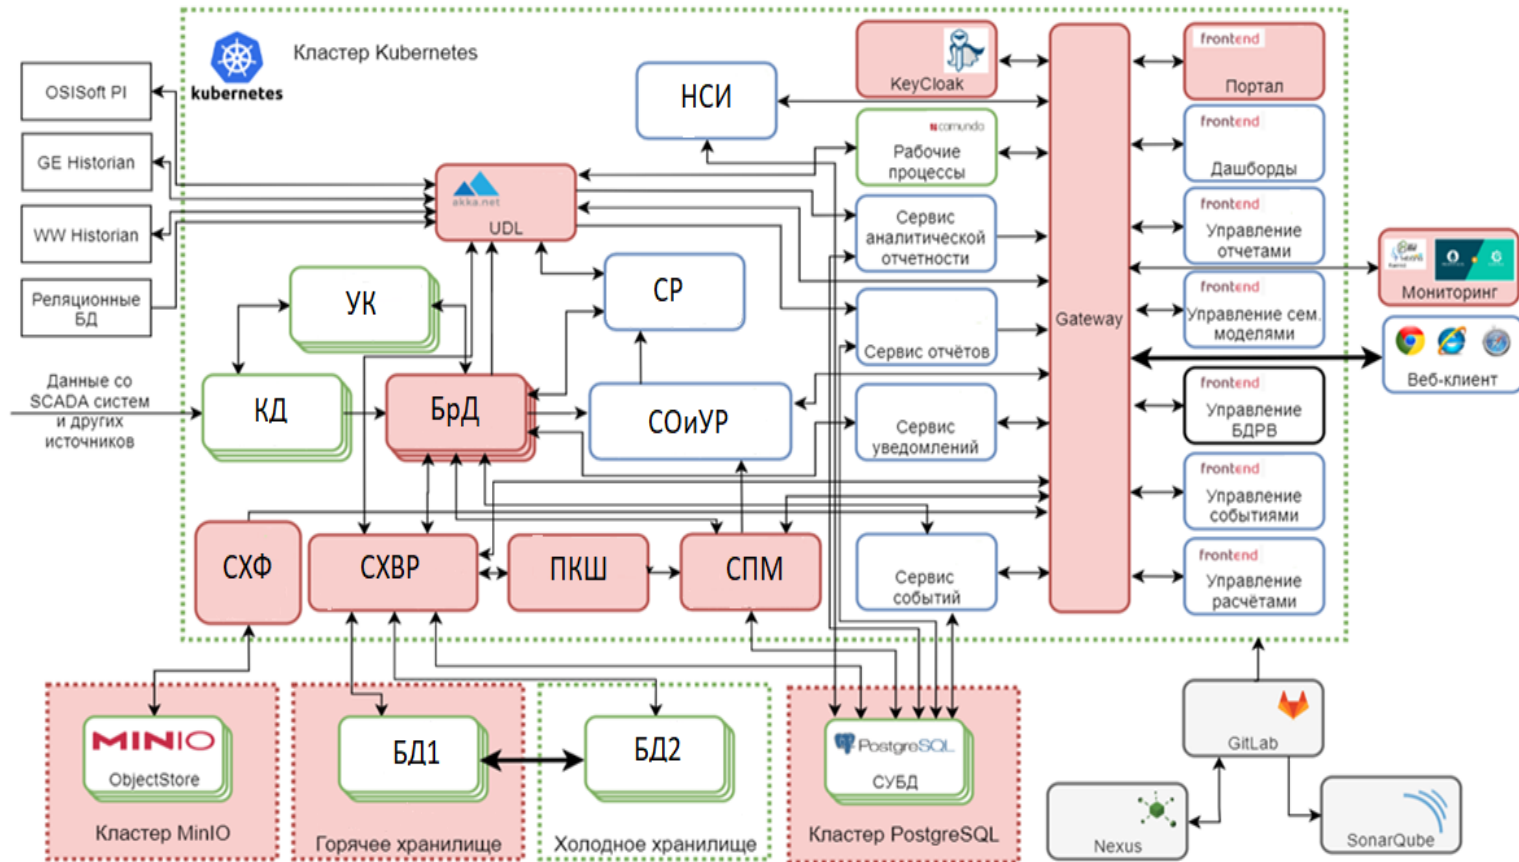 Кластер Kubernetes
kubernetes
OSISoft PI
GE Historian
WW Historian
Реляционные
БД
Данные со
SCADA систем
и других
источников
akka.net
UDL
НСИ
УК
СР
КД
БрД
СОиУР
СХФ
СХВР
ПКШ
СПМ
KeyCloak
camunda
Рабочие
процессы
Сервис
аналитической
отчетности
Сервис отчётов
Сервис
уведомлений
Сервис
событий
Gateway
frontend
Портал
frontend
Дашборды
frontend
Управление
отчетами
frontend
Управление сем.
моделями
frontend
Управление
БДРВ
frontend
Управление
событиями
frontend
Управление
расчётами
Мониторинг
Веб-клиент
MINIO
ObjectStore
Кластер MinIO
БД1
Горячее хранилище
БД2
Холодное хранилище
PostgreSQL
СУБД
Кластер PostgreSQL
GitLab
Nexus
SonarQube